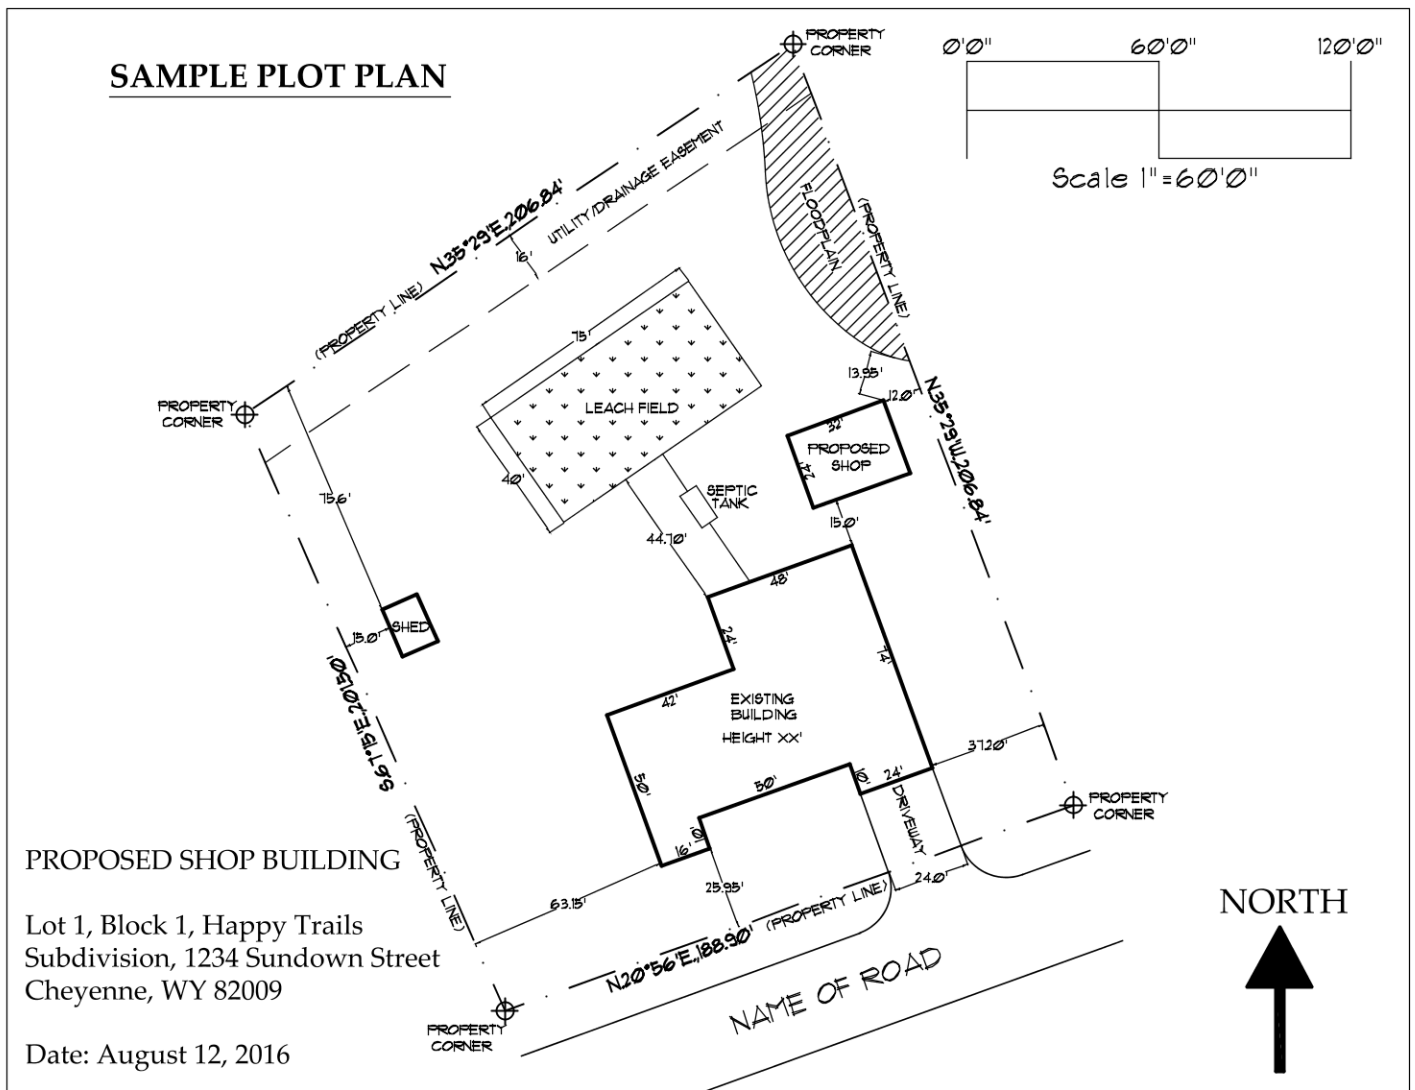 SAMPLE PLOT PLAN
PROPERTY
CORNER
0'0"
60'0"
120'0"
Scale 1"=60'0"
N.35°29'E.,206.84'
(PROPERTY LINE)
UTILITY/DRAINAGE EASEMENT
16'
FLOODPLAIN
(PROPERTY LINE)
N.35°29'W.,206.84'
PROPERTY
CORNER
75'
LEACH FIELD
40'
13.95'
12.0'
32'
PROPOSED
SHOP
24'
SEPTIC
TANK
15.0'
44.70'
75.6'
SHED
15.0'
48'
24'
74'
42'
EXISTING
BUILDING
HEIGHT XX'
50'
50'
10'
24'
37.20'
10'
16'
DRIVEWAY
24.0'
PROPERTY
CORNER
S.67°15'E.,201.50'
(PROPERTY LINE)
63.15'
25.95'
N.20°56'E.,188.90'
(PROPERTY LINE)
PROPERTY
CORNER
NAME OF ROAD
PROPOSED SHOP BUILDING
Lot 1, Block 1, Happy Trails
Subdivision, 1234 Sundown Street
Cheyenne, WY 82009
Date: August 12, 2016
NORTH